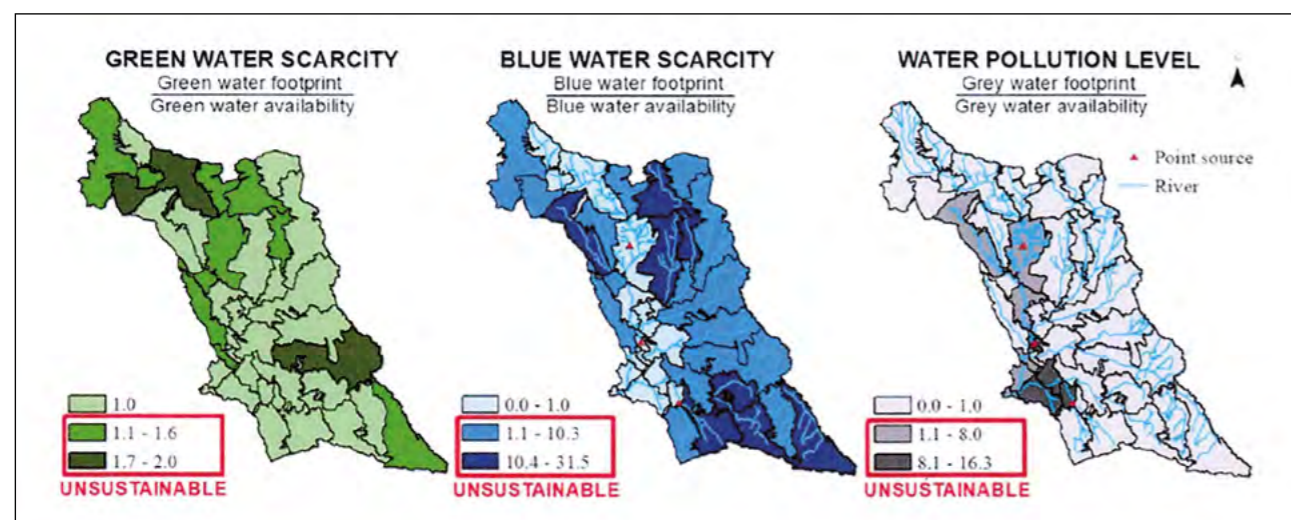 GREEN WATER SCARCITY
Green water footprint
Green water availability
1.0
1.1 - 1.6
1.7 - 2.0
UNSUSTAINABLE
BLUE WATER SCARCITY
Blue water footprint
Blue water availability
0.0 - 1.0
1.1 - 10.3
10.4 - 31.5
UNSUSTAINABLE
WATER POLLUTION LEVEL
Grey water footprint
Grey water availability
Point source
River
0.0 - 1.0
1.1 - 8.0
8.1 - 16.3
UNSUSTAINABLE